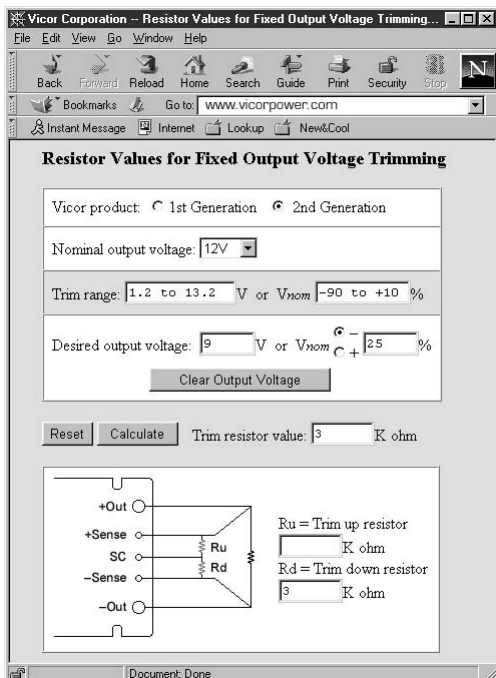 Vicor Corporation -- Resistor Values for Fixed Output Voltage Trimming...
File Edit View Go Window Help
Back Forward Reload Home Search Guide Print Security Stop N
Bookmarks Go to: www.vicorpower.com
Instant Message Internet Lookup New&Cool
Resistor Values for Fixed Output Voltage Trimming
Vicor product: 1st Generation 2nd Generation
Nominal output voltage: 12V
Trim range: 1.2 to 13.2 V or Vnom -90 to +10 %
Desired output voltage: 9 V or Vnom − + 25 %
Clear Output Voltage
Reset Calculate Trim resistor value: 3 K ohm
+Out
+Sense
SC
–Sense
–Out
Ru
Rd
Ru = Trim up resistor
K ohm
Rd = Trim down resistor
3 K ohm
Document: Done